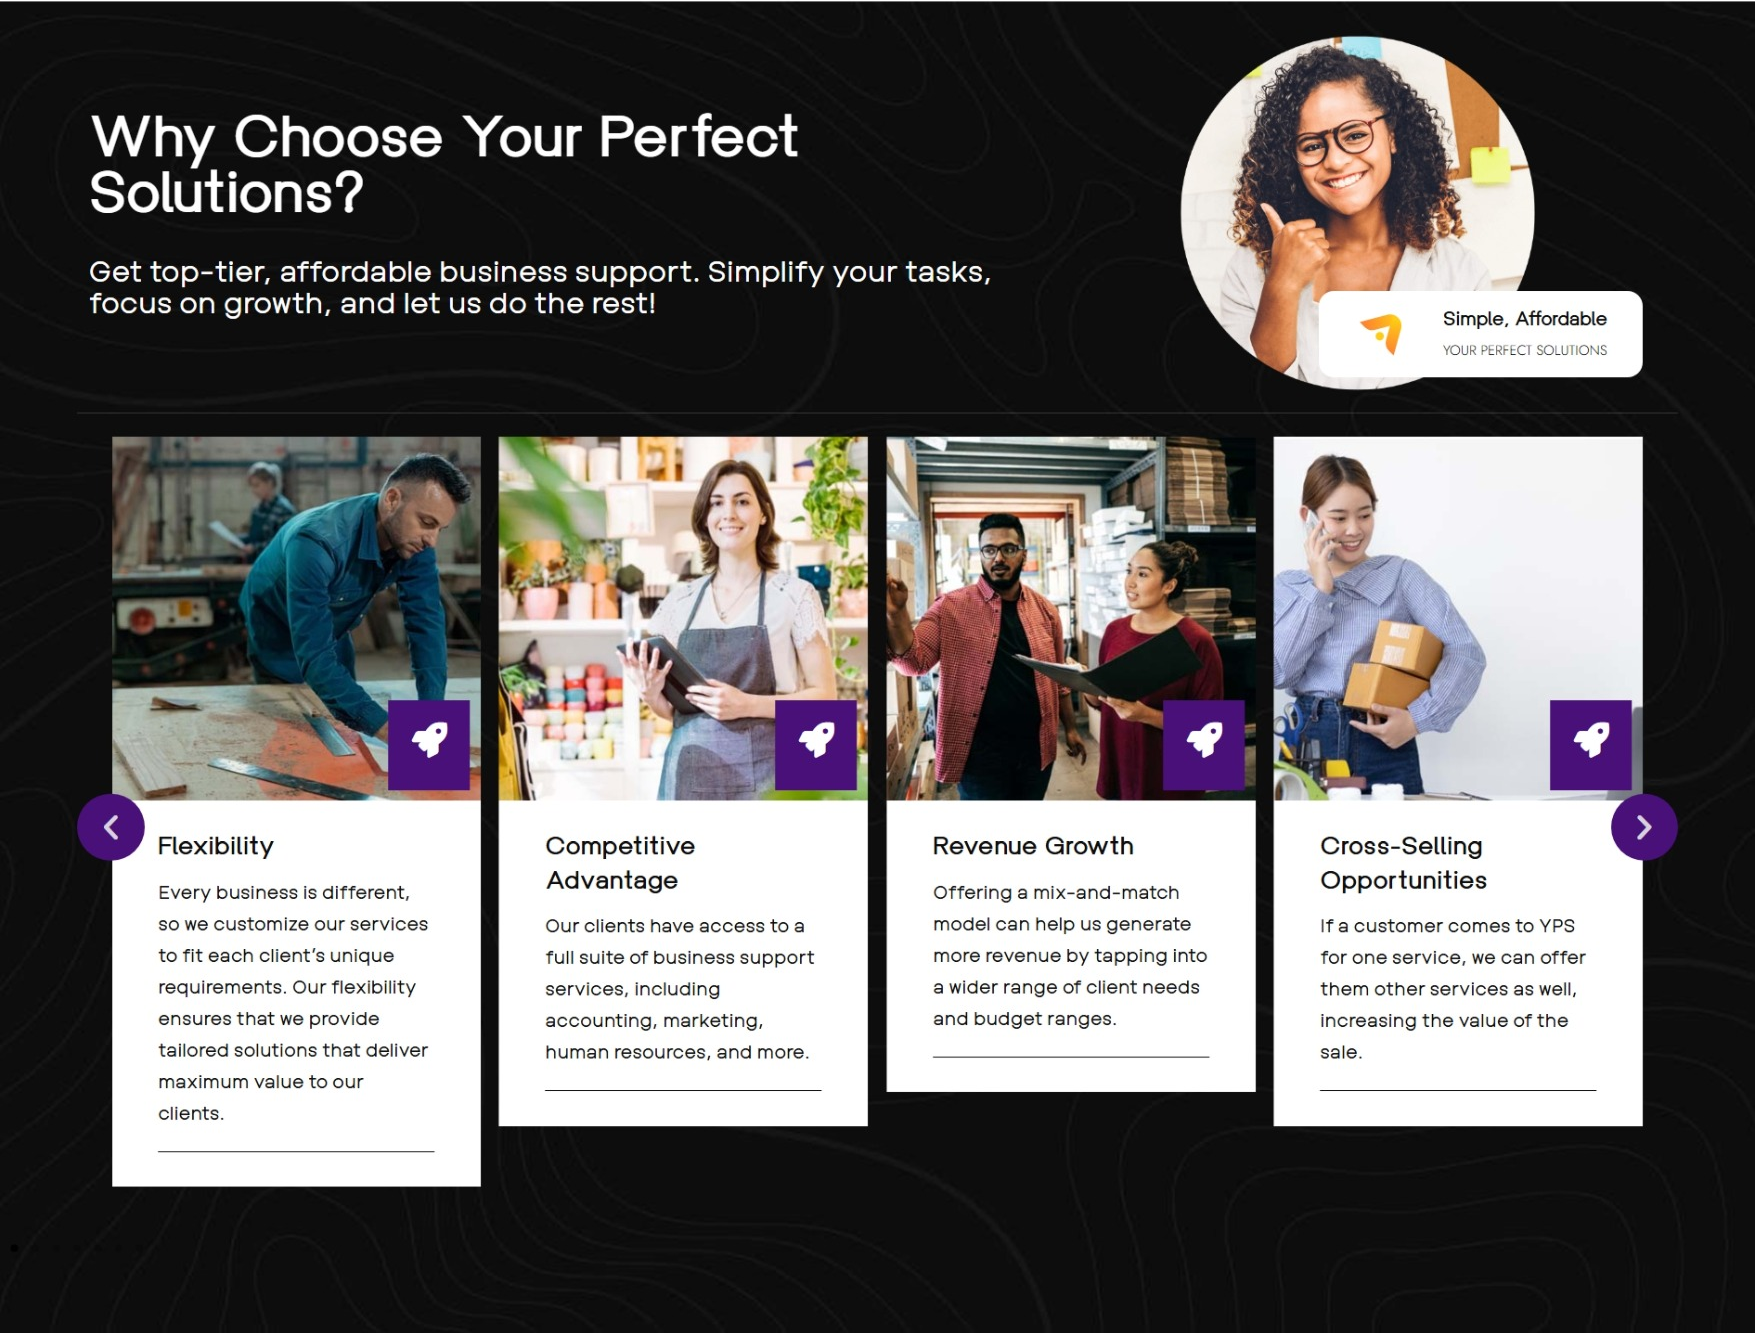 Why Choose Your Perfect
Solutions?
Get top-tier, affordable business support. Simplify your tasks,
focus on growth, and let us do the rest!
Simple, Affordable
YOUR PERFECT SOLUTIONS
Flexibility
Every business is different,
so we customize our services
to fit each client's unique
requirements. Our flexibility
ensures that we provide
tailored solutions that deliver
maximum value to our
clients.
Competitive
Advantage
Our clients have access to a
full suite of business support
services, including
accounting, marketing,
human resources, and more.
Revenue Growth
Offering a mix-and-match
model can help us generate
more revenue by tapping into
a wider range of client needs
and budget ranges.
Cross-Selling
Opportunities
If a customer comes to YPS
for one service, we can offer
them other services as well,
increasing the value of the
sale.